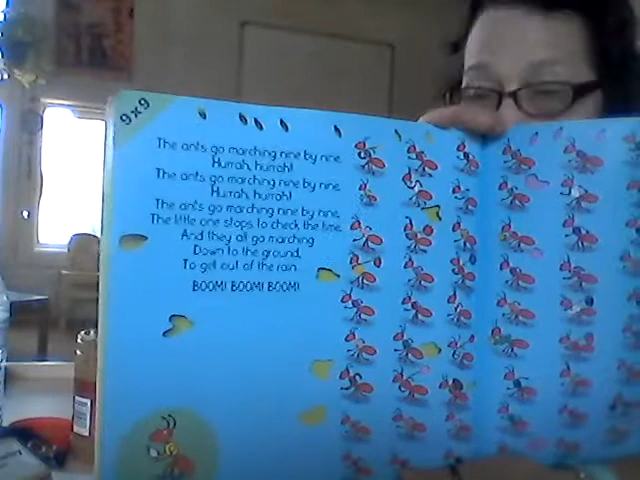 9x9
The ants go marching nine by nine.
Hurrah, hurrah!
The ants go marching nine by nine
Hurrah, hurrah!
The ants go marching nine by nine,
The little one stops to check the time.
And they all go marching
Down to the ground,
To get out of the rain.
BOOM! BOOM! BOOM!